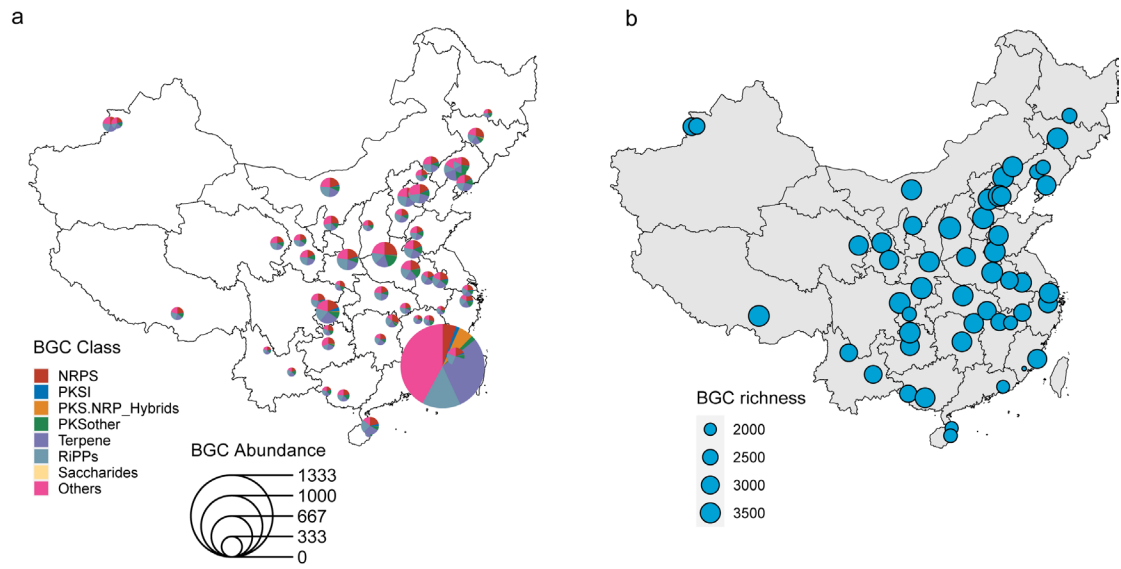 a
b
BGC Class
NRPS
PKSI
PKS.NRP_Hybrids
PKSother
Terpene
RiPPs
Saccharides
Others
BGC Abundance
1333
1000
667
333
0
BGC richness
2000
2500
3000
3500